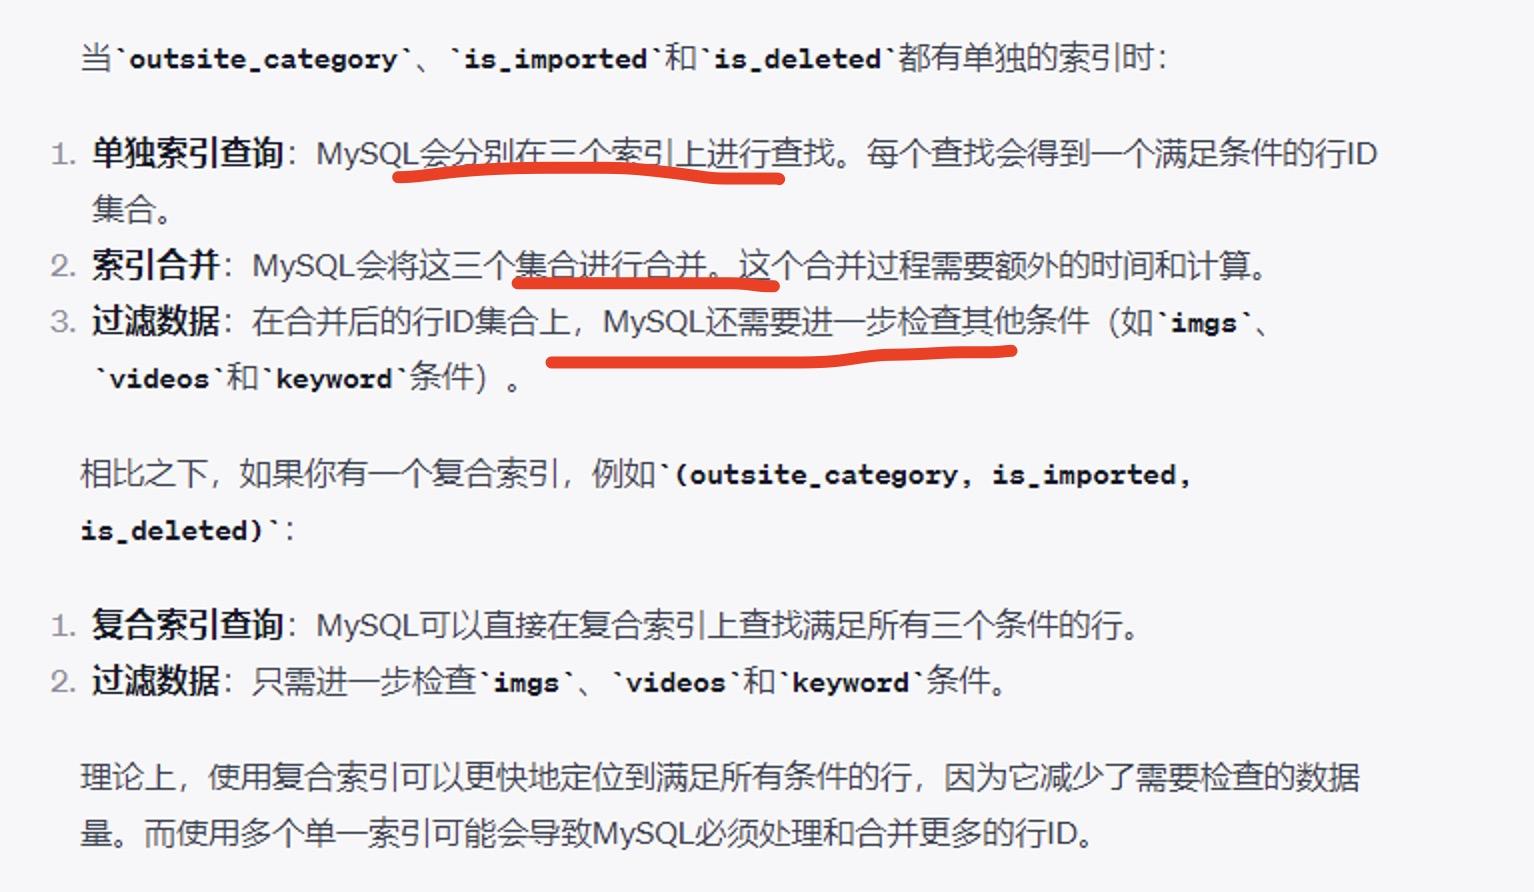 当`outsite_category`、`is_imported`和`is_deleted`都有单独的索引时：
1. 单独索引查询：MySQL会分别在三个索引上进行查找。每个查找会得到一个满足条件的行ID
集合。
2. 索引合并：MySQL会将这三个集合进行合并。这个合并过程需要额外的时间和计算。
3. 过滤数据：在合并后的行ID集合上，MySQL还需要进一步检查其他条件（如`imgs`、
`videos`和`keyword`条件）。
相比之下，如果你有一个复合索引，例如`(outsite_category, is_imported,
is_deleted)`：
1. 复合索引查询：MySQL可以直接在复合索引上查找满足所有三个条件的行。
2. 过滤数据：只需进一步检查`imgs`、`videos`和`keyword`条件。
理论上，使用复合索引可以更快地定位到满足所有条件的行，因为它减少了需要检查的数据
量。而使用多个单一索引可能会导致MySQL必须处理和合并更多的行ID。